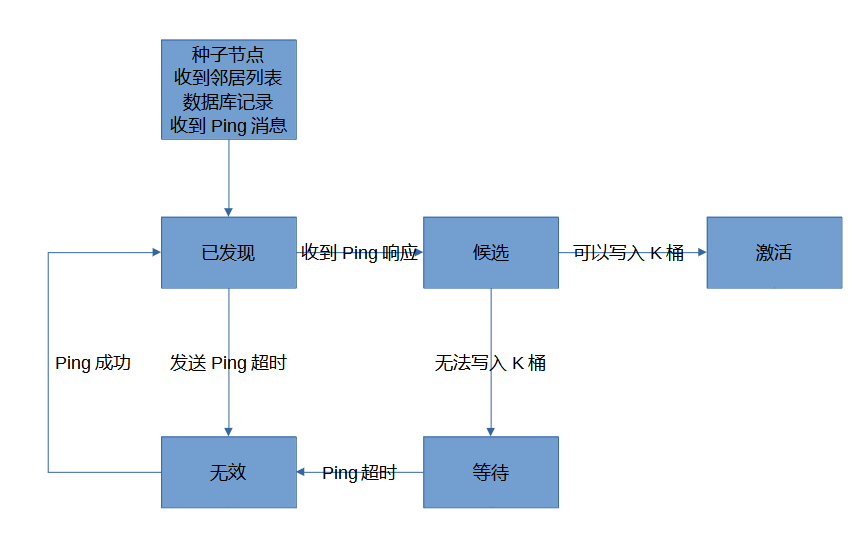 种子节点
收到邻居列表
数据库记录
收到 Ping 消息
已发现
收到 Ping 响应
候选
可以写入 K 桶
激活
Ping 成功
发送 Ping 超时
无法写入 K 桶
无效
Ping 超时
等待